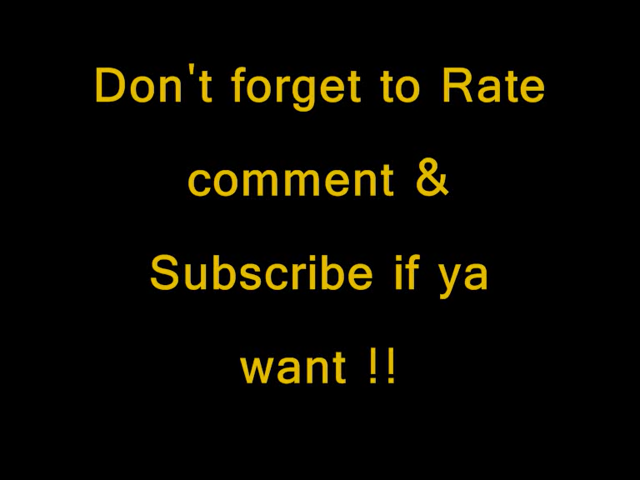 Don't forget to Rate
comment &
Subscribe if ya
want !!